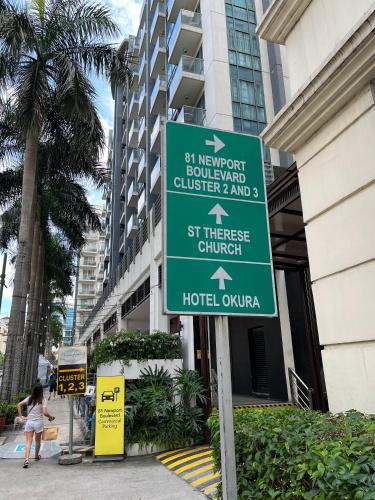 81 NEWPORT
BOULEVARD
CLUSTER 2 AND 3
ST THERESE
CHURCH
HOTEL OKURA
CLUSTER
1,2,3
81 Newport
Boulevard
Commercial
Parking